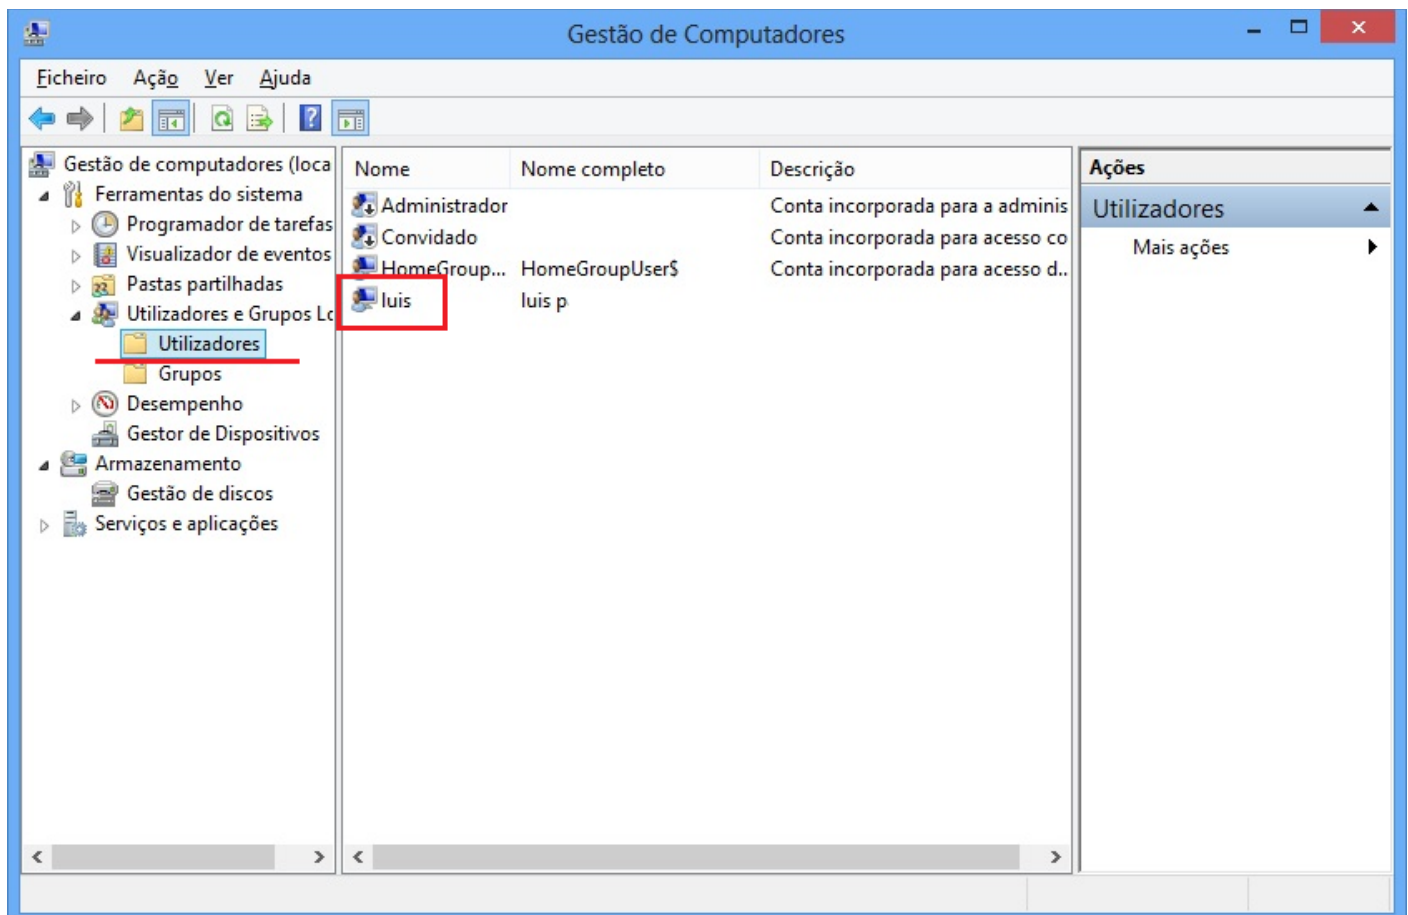 Gestão de Computadores
Ficheiro Ação Ver Ajuda
Gestão de computadores (loca
Ferramentas do sistema
Programador de tarefas
Visualizador de eventos
Pastas partilhadas
Utilizadores e Grupos Lc
Utilizadores
Grupos
Desempenho
Gestor de Dispositivos
Armazenamento
Gestão de discos
Serviços e aplicações
Nome Nome completo Descrição
Administrador Conta incorporada para a adminis
Convidado Conta incorporada para acesso co
HomeGroup... HomeGroupUser$ Conta incorporada para acesso d..
luis luis p
Ações
Utilizadores
Mais ações